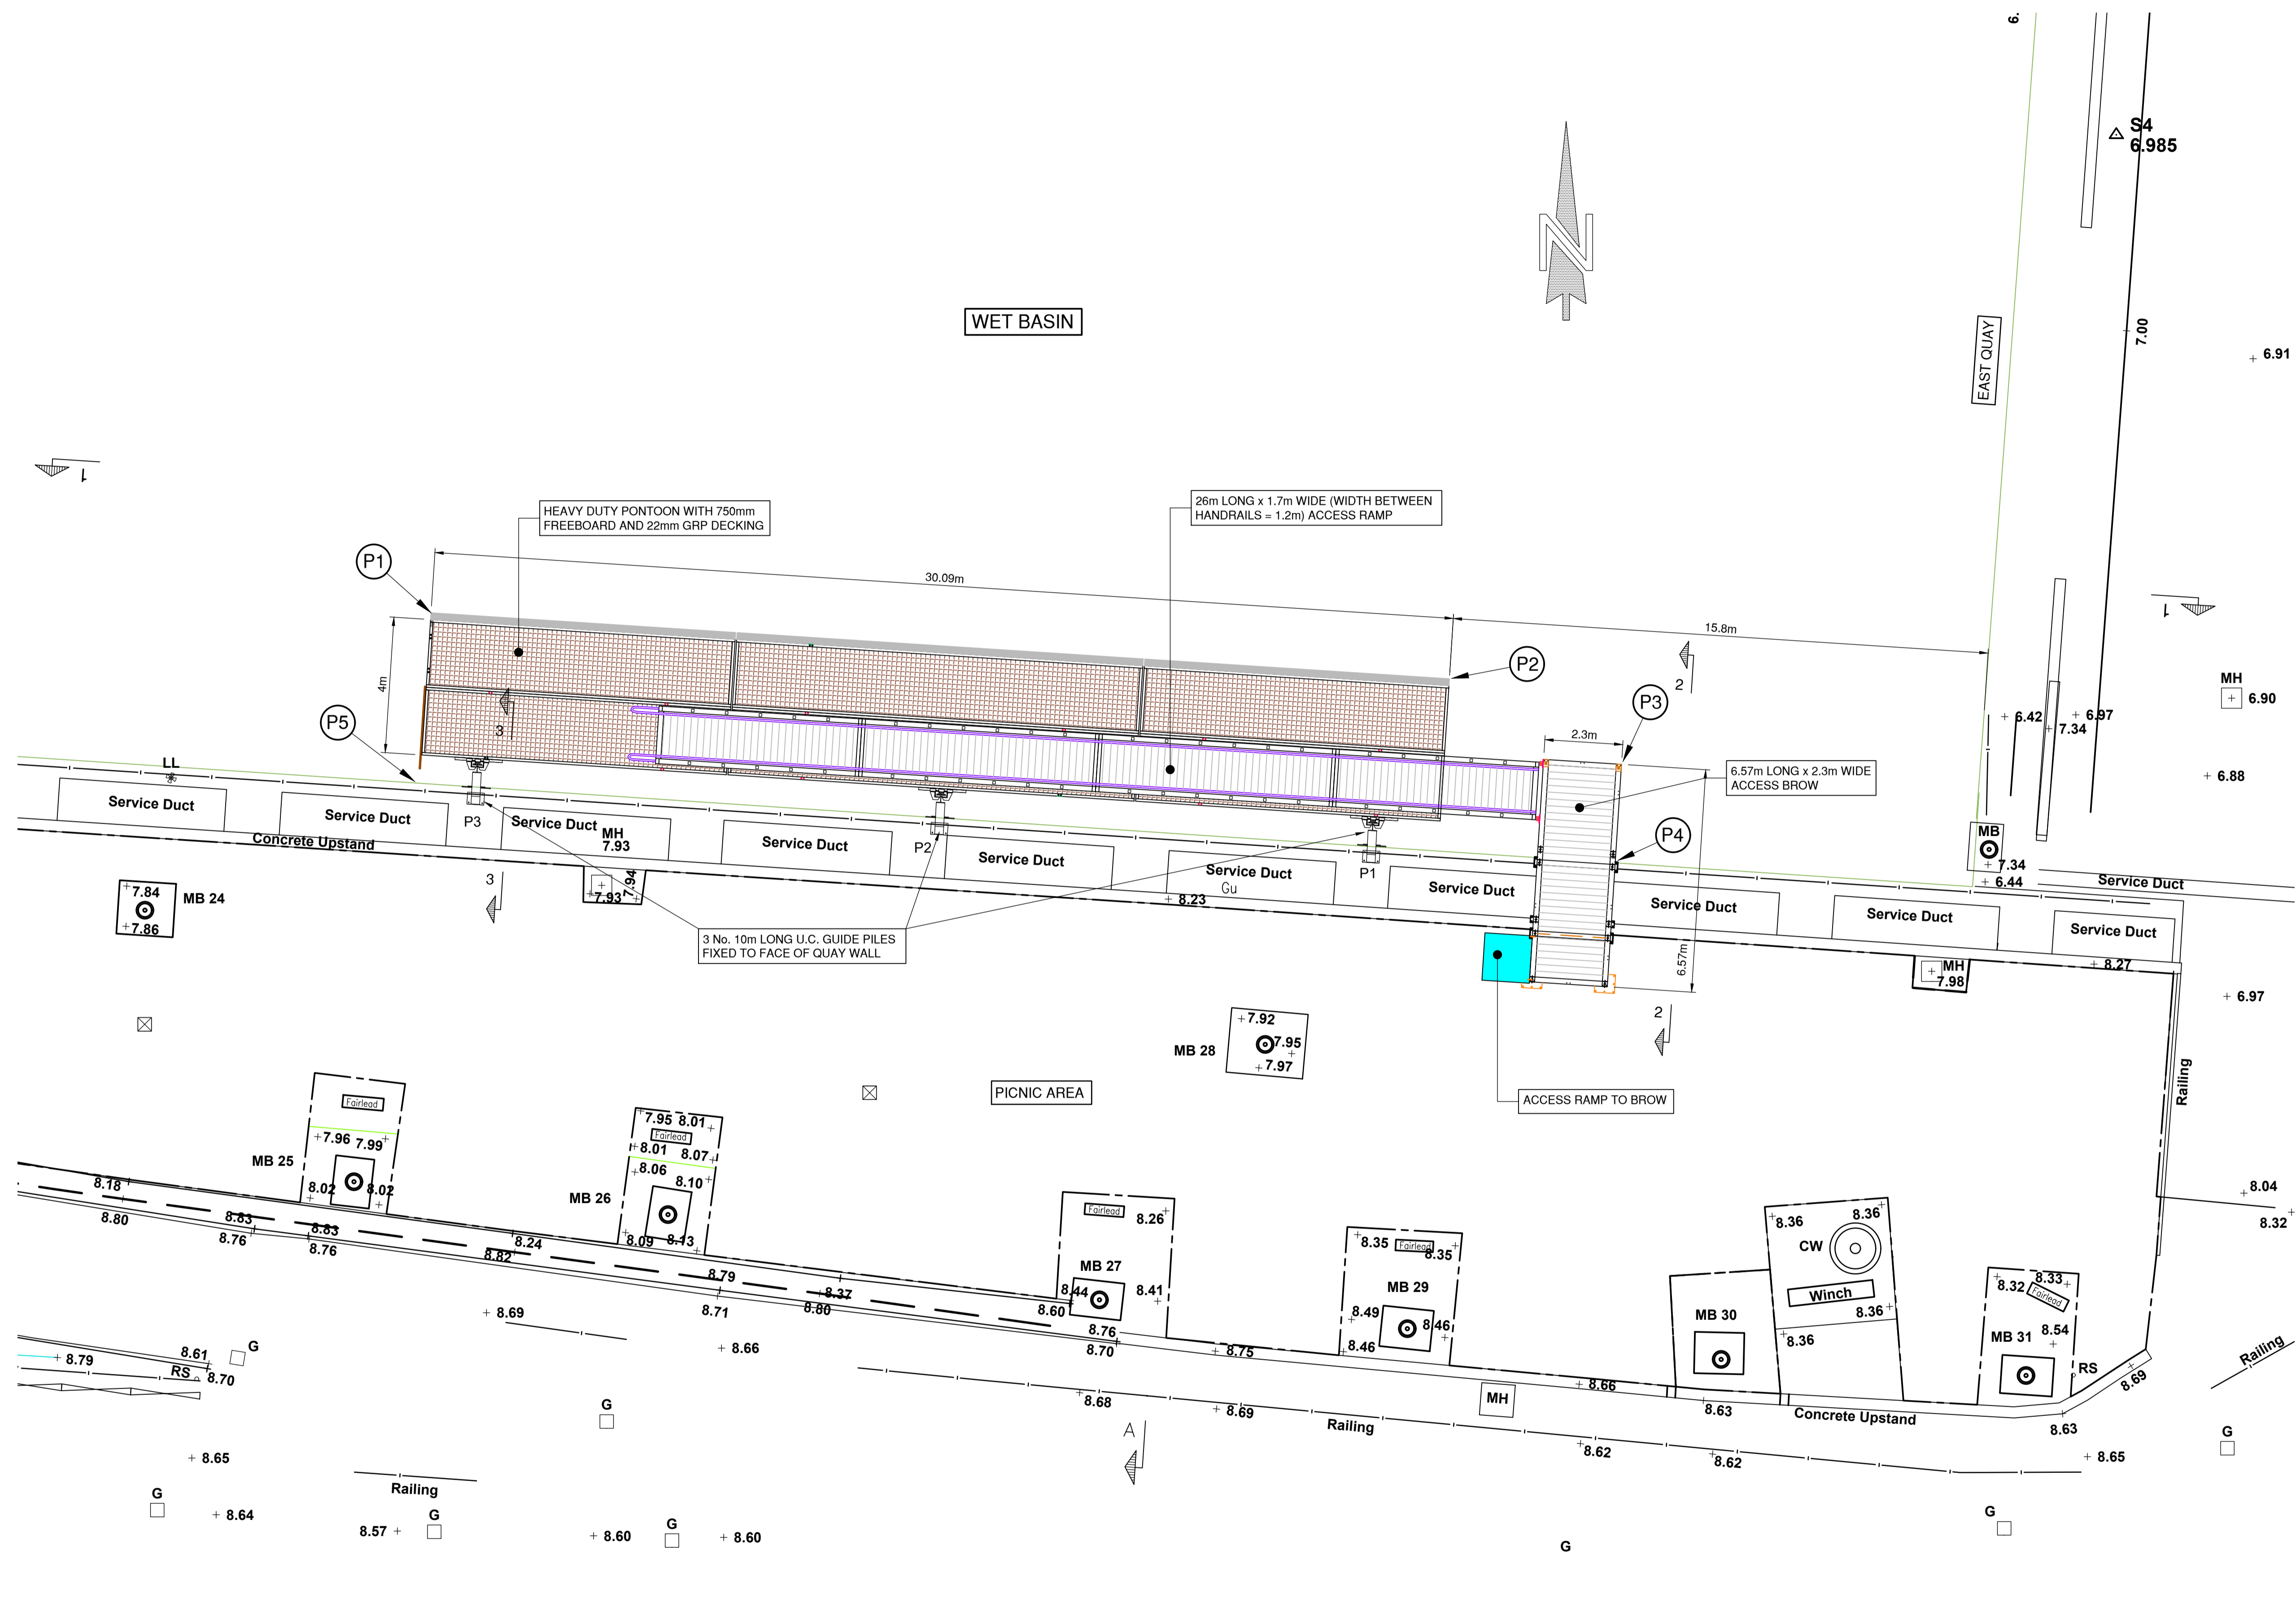 6.
S4
6.985
N
WET BASIN
EAST QUAY
7.00
6.91
1
1
HEAVY DUTY PONTOON WITH 750mm
FREEBOARD AND 22mm GRP DECKING
26m LONG x 1.7m WIDE (WIDTH BETWEEN
HANDRAILS = 1.2m) ACCESS RAMP
P1
30.09m
15.8m
4m
P2
2
P3
MH
6.90
6.42
6.97
7.34
P5
3
2.3m
6.57m LONG x 2.3m WIDE
ACCESS BROW
6.88
LL
Service Duct
Service Duct
P3
Service Duct
MH
7.93
Service Duct
P2
Service Duct
Service Duct
Gu
P1
Service Duct
P4
Service Duct
Service Duct
Service Duct
MB
7.34
6.44
Service Duct
Concrete Upstand
7.84
7.86
MB 24
3
7.93
7.94
8.23
3 No. 10m LONG U.C. GUIDE PILES
FIXED TO FACE OF QUAY WALL
6.57m
MH
7.98
8.27
6.97
2
MB 28
7.92
7.95
7.97
PICNIC AREA
ACCESS RAMP TO BROW
Railing
Fairlead
7.96 7.99
MB 25
8.02
8.02
7.95 8.01
Fairlead
8.01 8.07
8.06
8.10
MB 26
8.09
8.13
8.18
8.80
8.83
8.76
8.83
8.76
8.24
8.82
8.79
8.71
8.37
8.80
Fairlead
8.26
MB 27
8.44
8.41
8.60
8.76
8.70
8.75
8.35
Fairlead
8.35
MB 29
8.49
8.46
8.46
MB 30
8.36
8.36
CW
Winch
8.36
8.36
8.32
8.33
Fairlead
8.54
MB 31
RS
8.69
8.04
8.32
Railing
8.69
8.66
8.79
8.61
RS
8.70
G
G
8.68
8.69
A
Railing
MH
8.66
8.63
Concrete Upstand
8.63
8.62
8.62
8.65
G
8.65
G
8.64
Railing
8.57
G
8.60
G
8.60
G
G